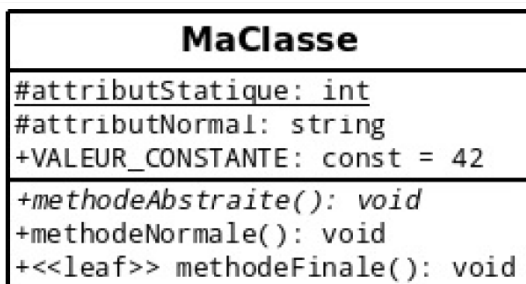 MaClasse
#attributStatique: int
#attributNormal: string
+VALEUR_CONSTANTE: const = 42
+methodeAbstraite(): void
+methodeNormale(): void
+<<leaf>> methodeFinale(): void